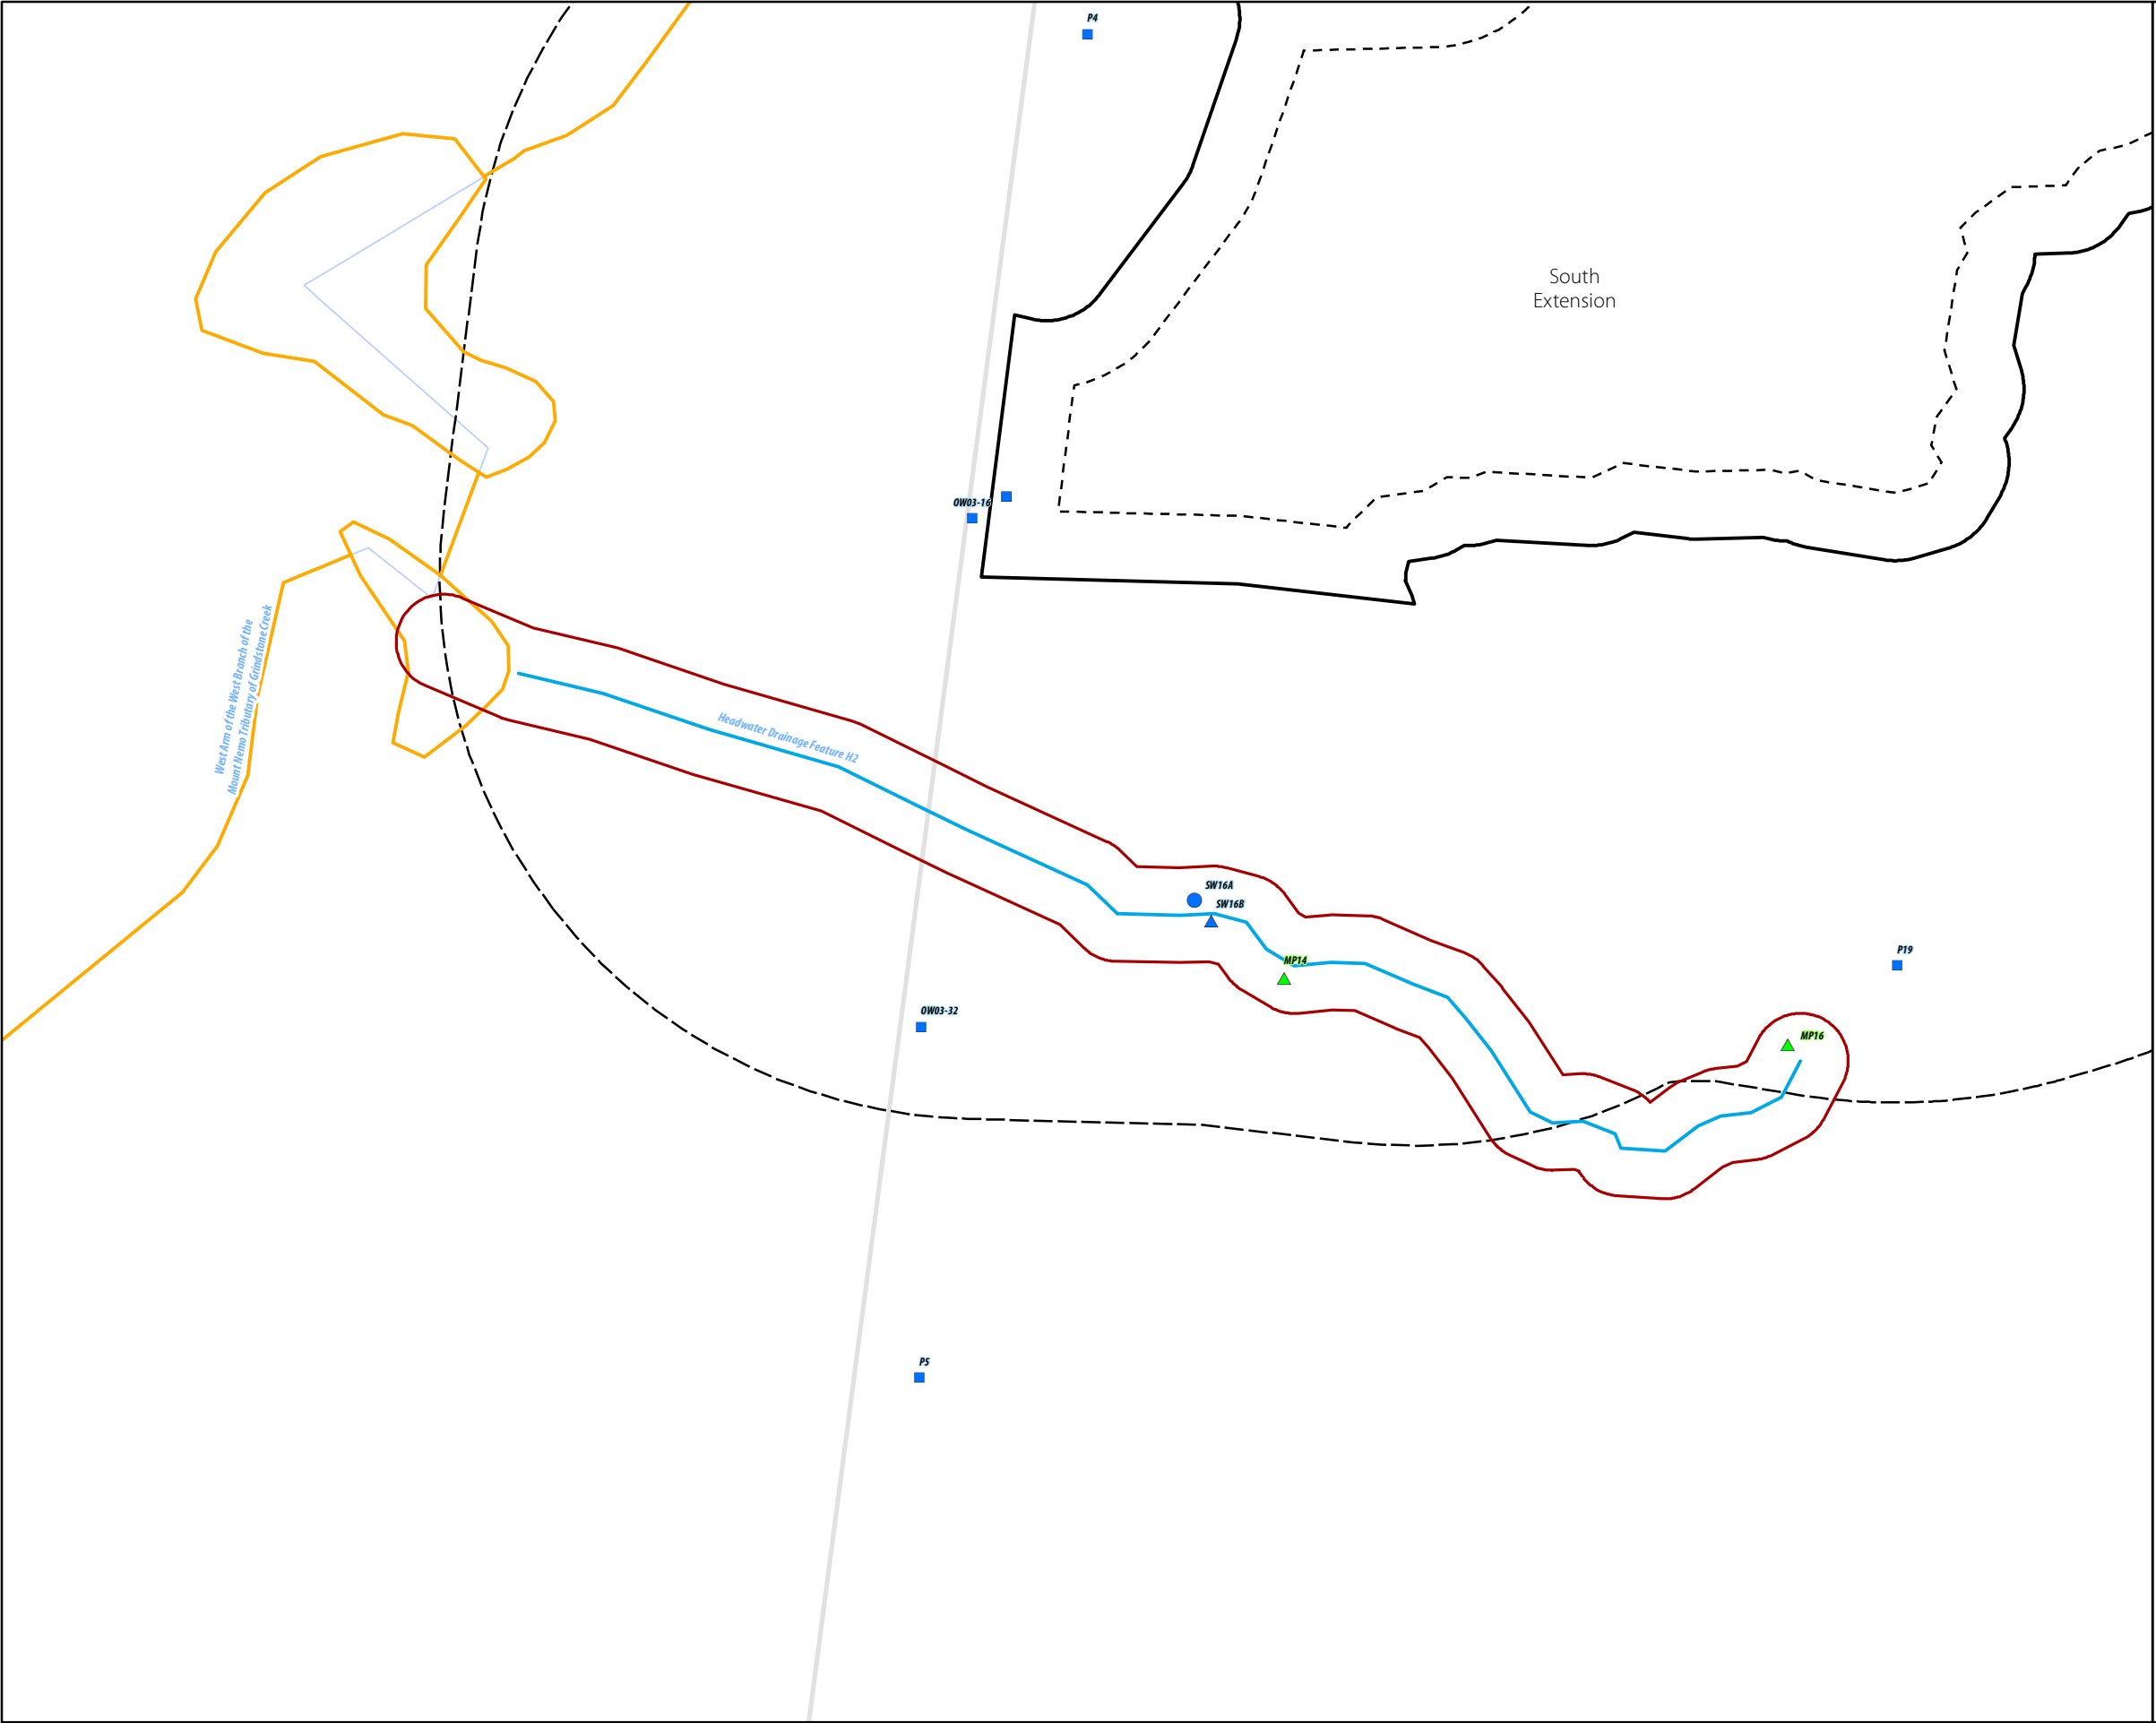 P4
South
Extension
OW03-16
West Arm of the West Branch of the
Mount Nemo Tributary of Grindstone Creek
Headwater Drainage Feature H2
SW16A
SW16B
MP14
P19
OW03-32
MP16
P5